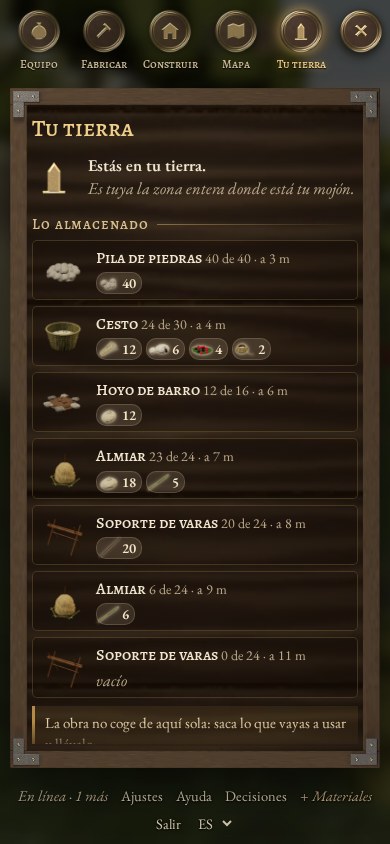 Equipo
Fabricar
Construir
Mapa
Tu tierra
Tu tierra
Estás en tu tierra.
Es tuya la zona entera donde está tu mojón.
Lo almacenado
Pila de piedras 40 de 40 · a 3 m
40
Cesto 24 de 30 · a 4 m
12 6 4 2
Hoyo de barro 12 de 16 · a 6 m
12
Almiar 23 de 24 · a 7 m
18 5
Soporte de varas 20 de 24 · a 8 m
20
Almiar 6 de 24 · a 9 m
6
Soporte de varas 0 de 24 · a 11 m
vacío
La obra no coge de aquí sola: saca lo que vayas a usar
En línea · 1 más Ajustes Ayuda Decisiones + Materiales
Salir ES